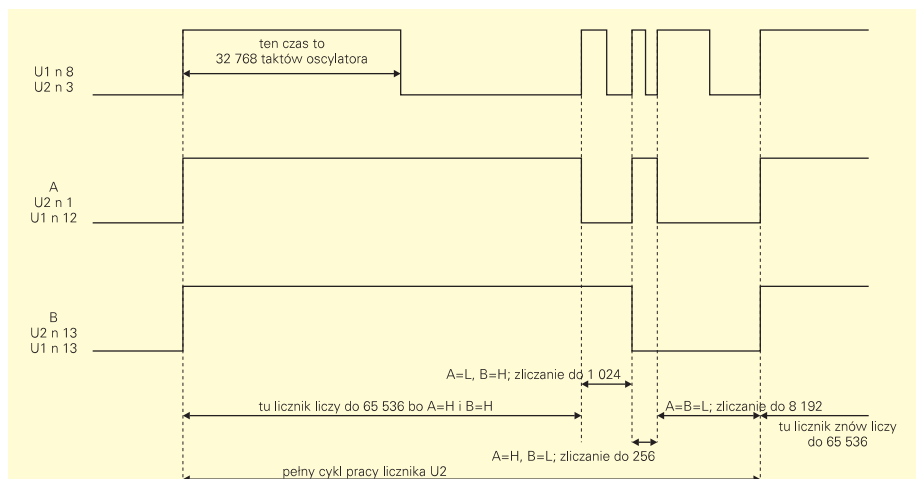 ten czas to
32 768 taktów oscylatora
U1 n 8
U2 n 3
A
U2 n 1
U1 n 12
B
U2 n 13
U1 n 13
A=L, B=H; zliczanie do 1 024
tu licznik liczy do 65 536 bo A=H i B=H
A=B=L; zliczanie do 8 192
tu licznik znów liczy
do 65 536
A=H, B=L; zliczanie do 256
pełny cykl pracy licznika U2